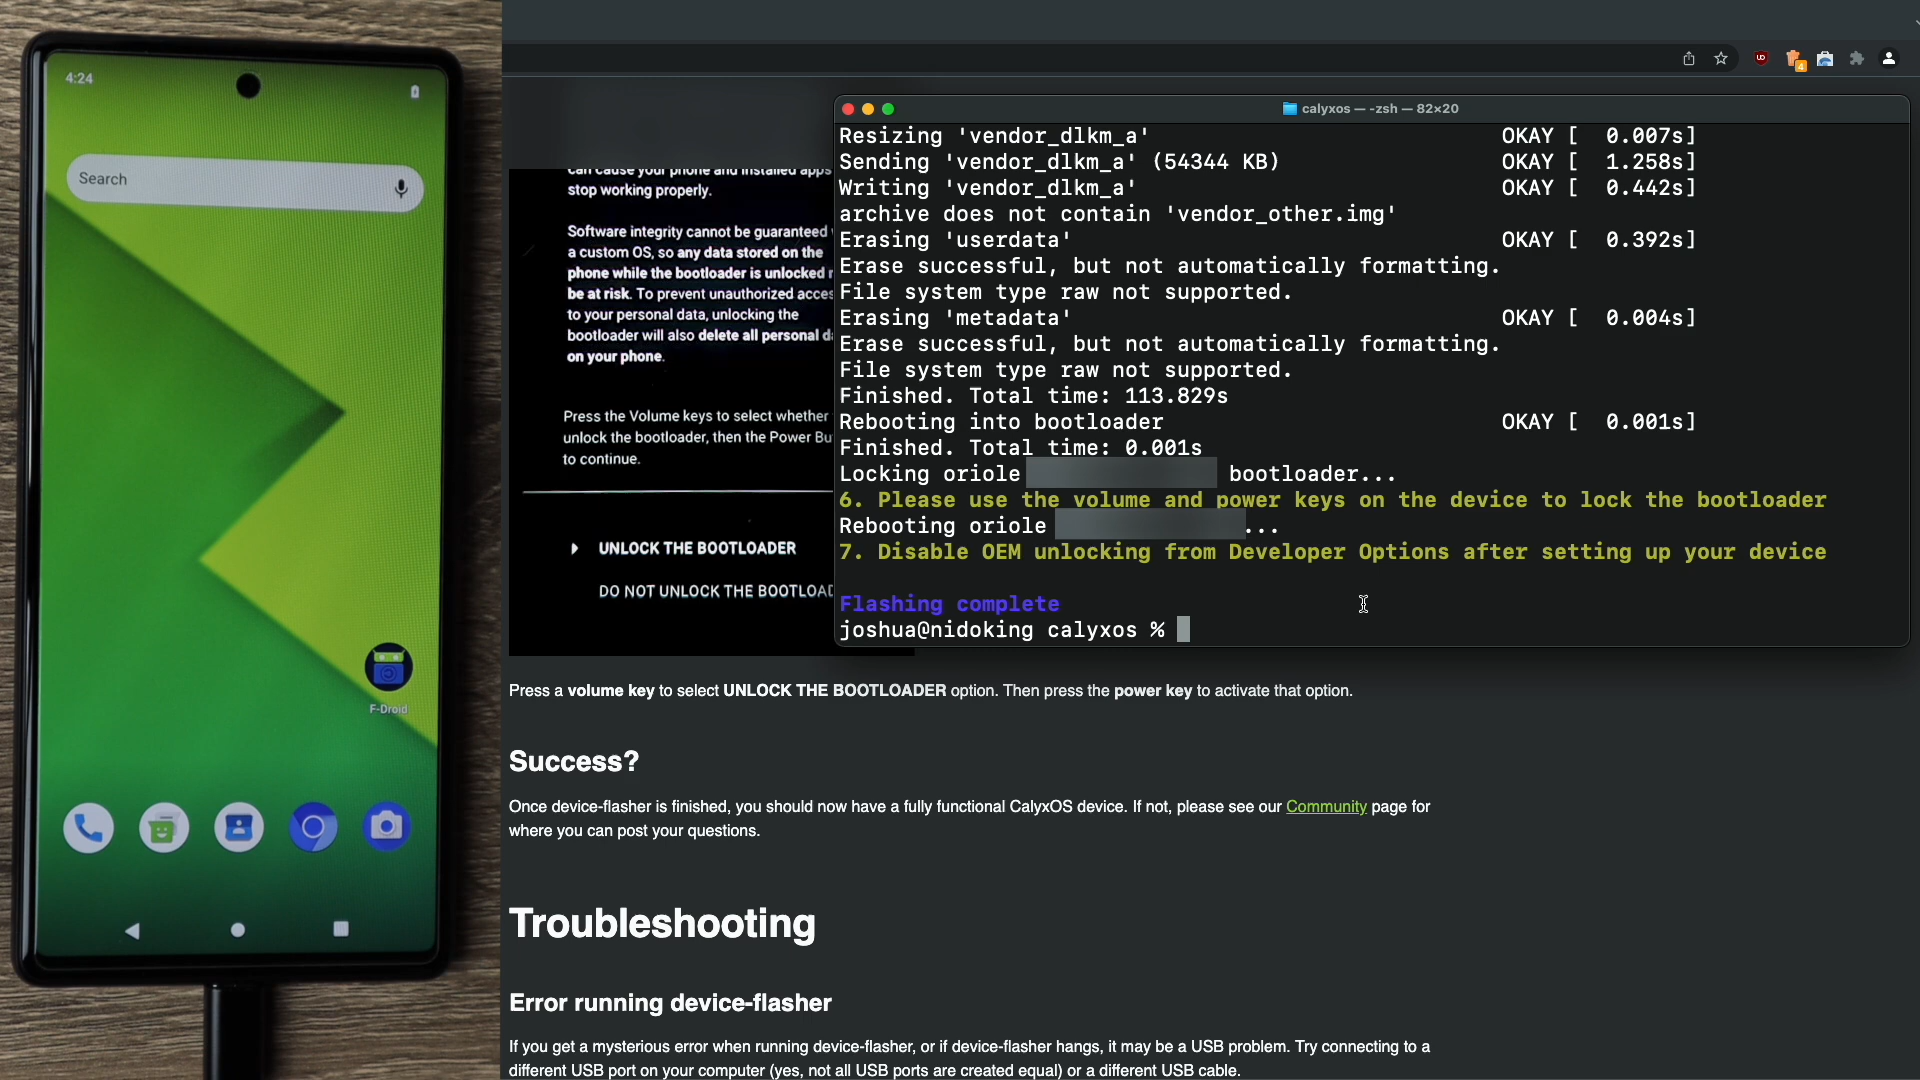 4:24
Search
F-Droid
UD
4
can cause your phone and installed apps
stop working properly.
Software integrity cannot be guaranteed
a custom OS, so any data stored on the
phone while the bootloader is unlocked
be at risk. To prevent unauthorized
to your personal data, unlocking the
bootloader will also delete all personal
on your phone.
Press the Volume keys to select whether
unlock the bootloader, then the Power
to continue.
UNLOCK THE BOOTLOADER
DO NOT UNLOCK THE
calyxos — -zsh — 82×20
Resizing 'vendor_dlkm_a' OKAY [ 0.007s]
Sending 'vendor_dlkm_a' (54344 KB) OKAY [ 1.258s]
Writing 'vendor_dlkm_a' OKAY [ 0.442s]
archive does not contain 'vendor_other.img'
Erasing 'userdata' OKAY [ 0.392s]
Erase successful, but not automatically formatting.
File system type raw not supported.
Erasing 'metadata' OKAY [ 0.004s]
Erase successful, but not automatically formatting.
File system type raw not supported.
Finished. Total time: 113.829s
Rebooting into bootloader OKAY [ 0.001s]
Finished. Total time: 0.001s
Locking oriole bootloader...
6. Please use the volume and power keys on the device to lock the bootloader
Rebooting oriole ...
7. Disable OEM unlocking from Developer Options after setting up your device
Flashing complete
joshua@nidoking calyxos %
Press a volume key to select UNLOCK THE BOOTLOADER option. Then press the power key to activate that option.
Success?
Once device-flasher is finished, you should now have a fully functional CalyxOS device. If not, please see our Community page for
where you can post your questions.
Troubleshooting
Error running device-flasher
If you get a mysterious error when running device-flasher, or if device-flasher hangs, it may be a USB problem. Try connecting to a
different USB port on your computer (yes, not all USB ports are created equal) or a different USB cable.